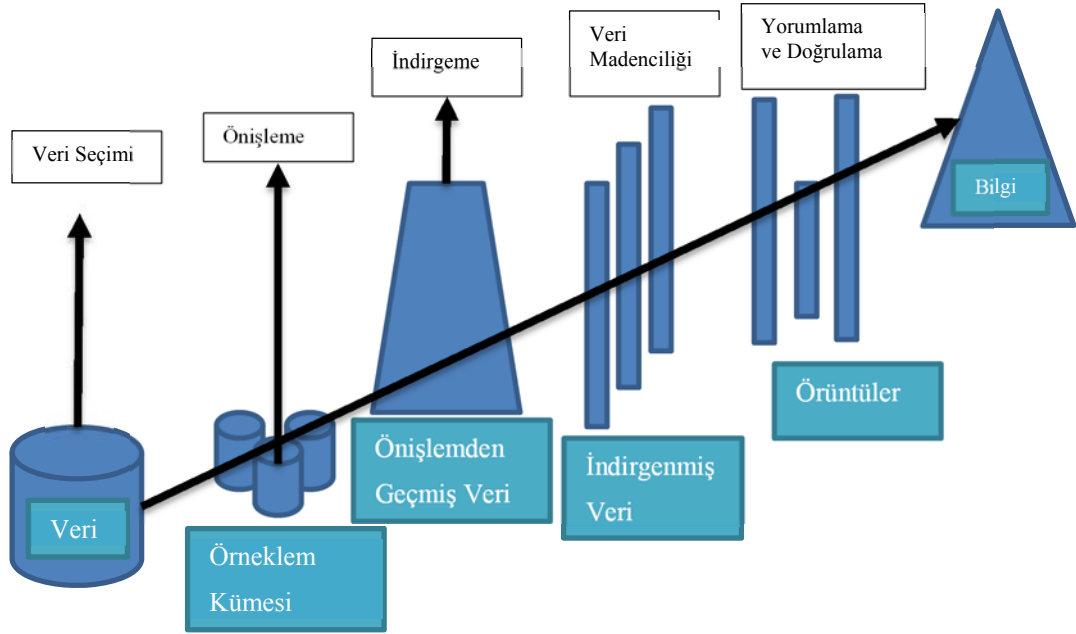 Veri Seçimi
Önişleme
İndirgeme
Veri
Madenciliği
Yorumlama
ve Doğrulama
Veri
Örneklem
Kümesi
Önişlemden
Geçmiş Veri
İndirgenmiş
Veri
Örüntüler
Bilgi